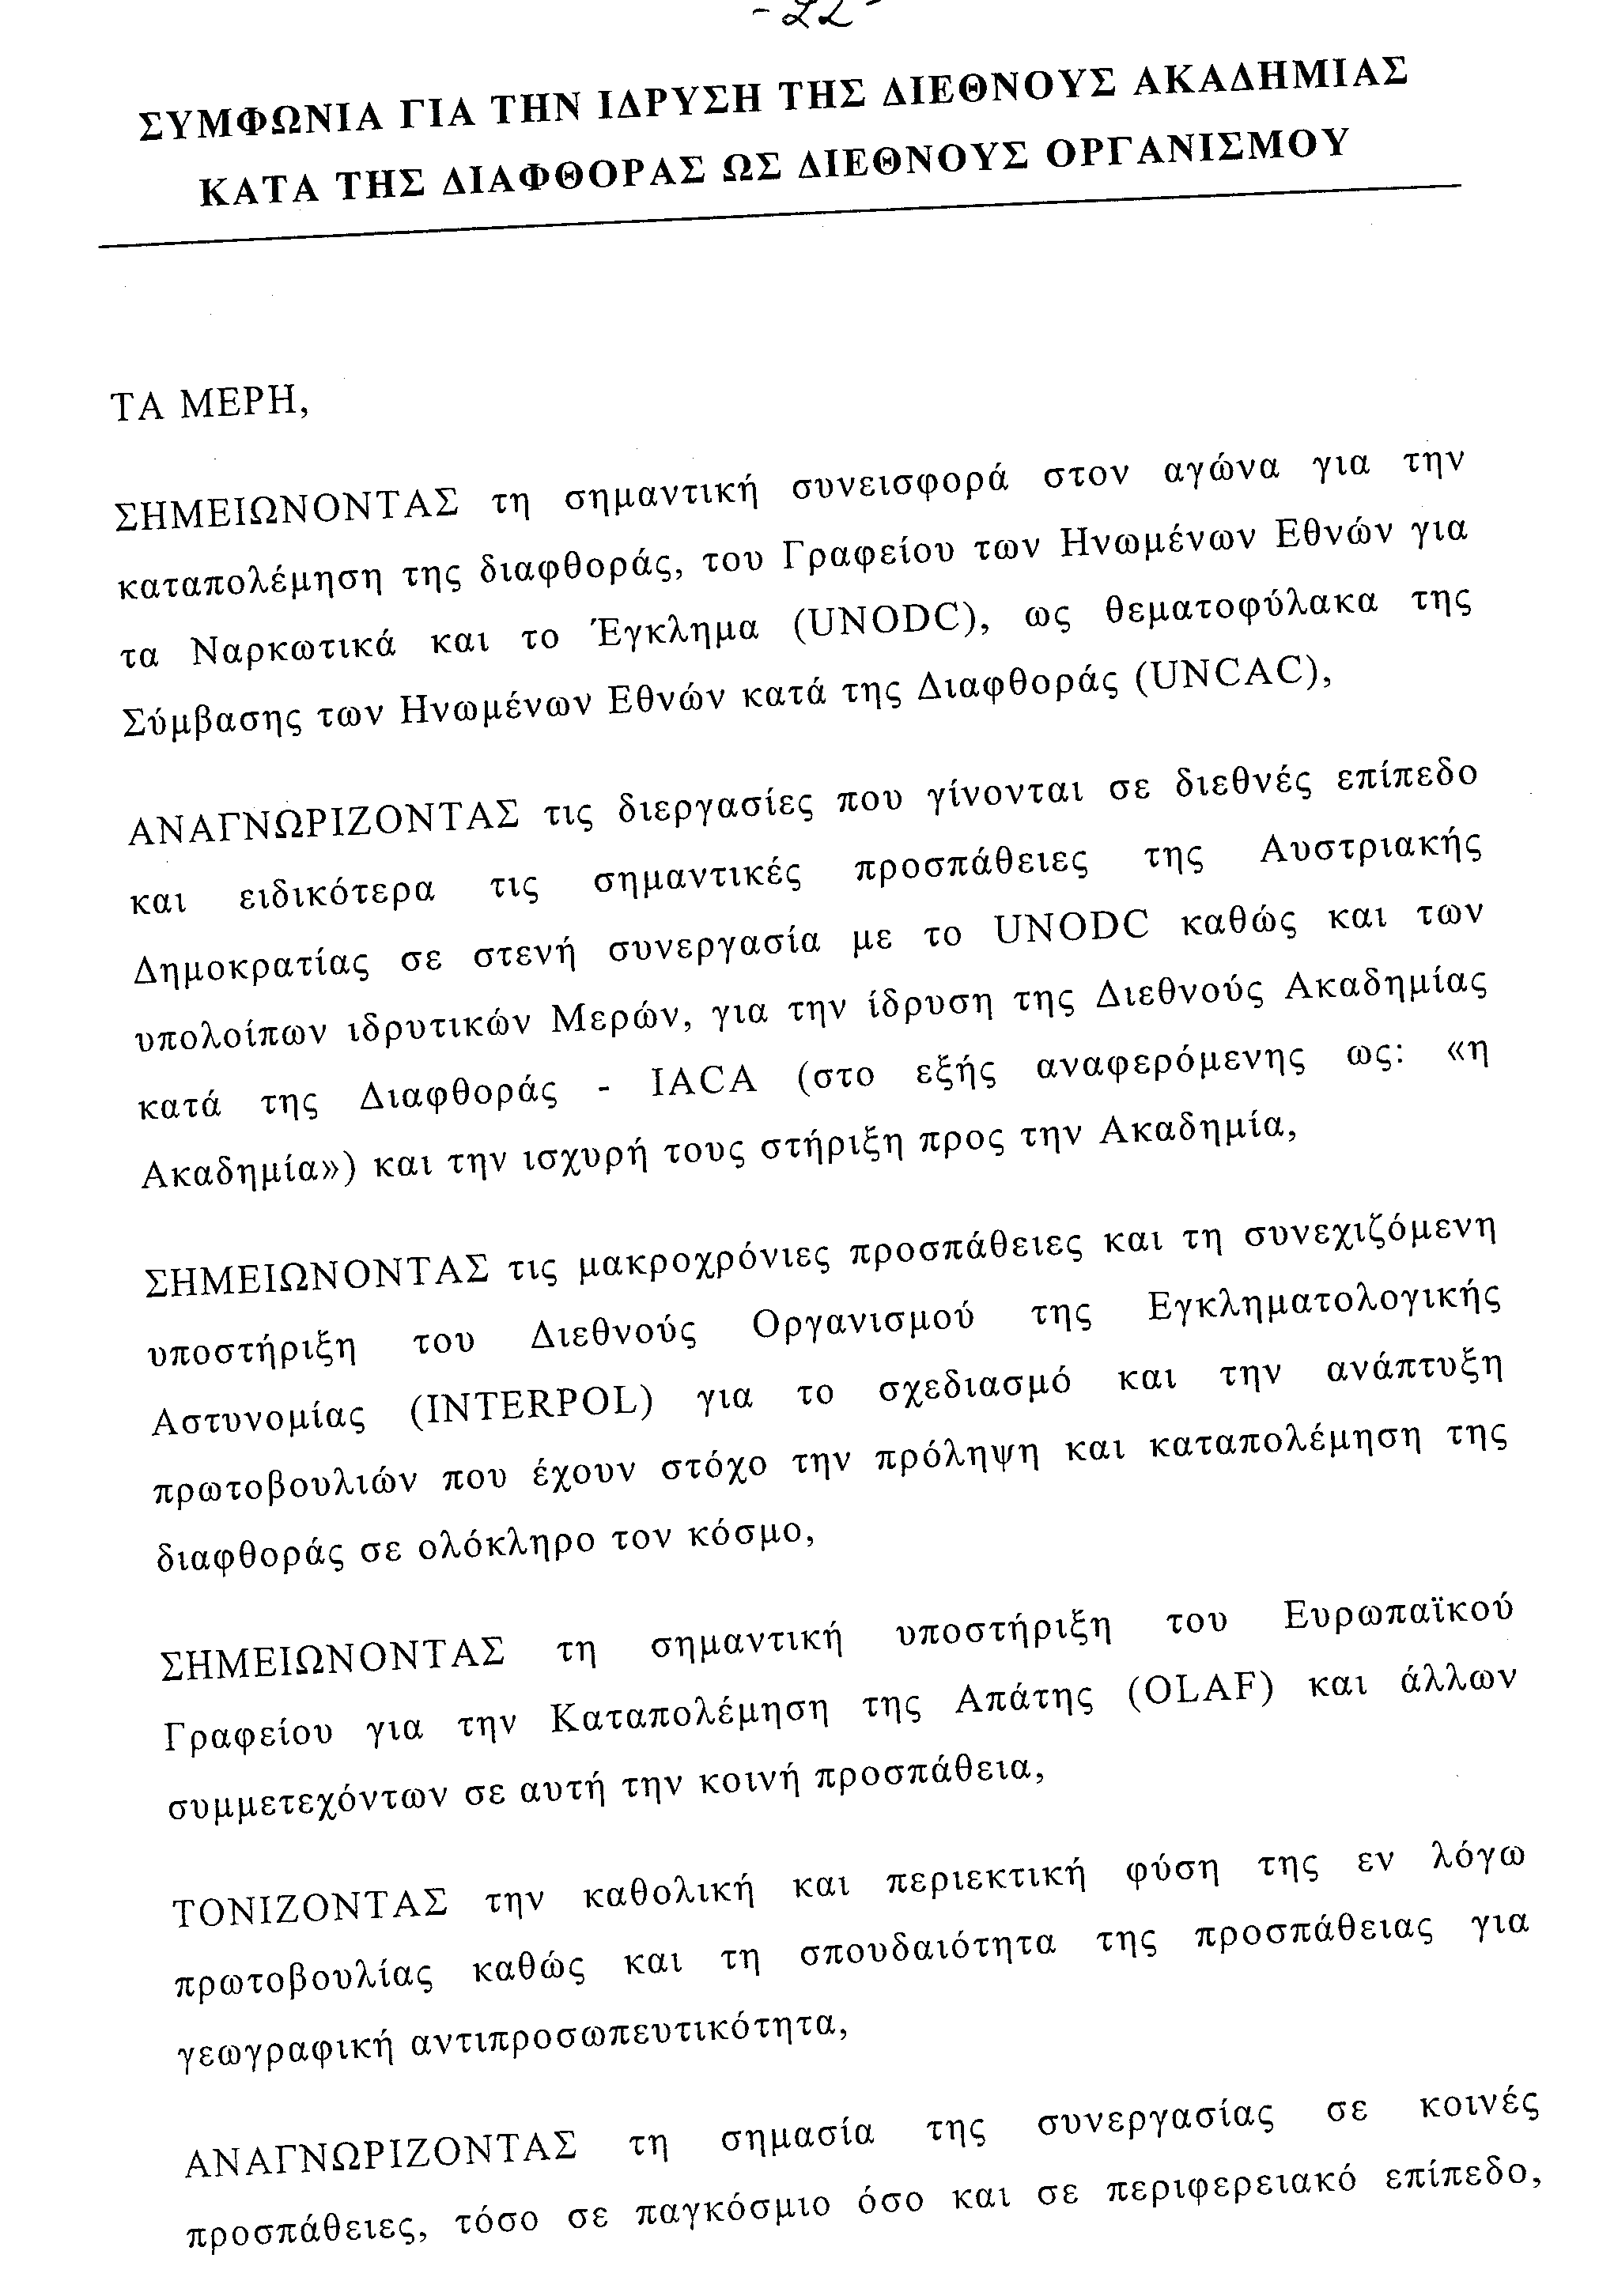 -22-
ΣΥΜΦΩΝΙΑ ΓΙΑ ΤΗΝ ΙΔΡΥΣΗ ΤΗΣ ΔΙΕΘΝΟΥΣ ΑΚΑΔΗΜΙΑΣ
ΚΑΤΑ ΤΗΣ ΔΙΑΦΘΟΡΑΣ ΩΣ ΔΙΕΘΝΟΥΣ ΟΡΓΑΝΙΣΜΟΥ
ΤΑ ΜΕΡΗ,
ΣΗΜΕΙΩΝΟΝΤΑΣ τη σημαντική συνεισφορά στον αγώνα για την
καταπολέμηση της διαφθοράς, του Γραφείου των Ηνωμένων Εθνών για
τα Ναρκωτικά και το Έγκλημα (UNODC), ως θεματοφύλακα της
Σύμβασης των Ηνωμένων Εθνών κατά της Διαφθοράς (UNCAC),
ΑΝΑΓΝΩΡΙΖΟΝΤΑΣ τις διεργασίες που γίνονται σε διεθνές επίπεδο
και ειδικότερα τις σημαντικές προσπάθειες της Αυστριακής
Δημοκρατίας σε στενή συνεργασία με το UNODC καθώς και των
υπολοίπων ιδρυτικών Μερών, για την ίδρυση της Διεθνούς Ακαδημίας
κατά της Διαφθοράς - IACA (στο εξής αναφερόμενης ως: «η
Ακαδημία») και την ισχυρή τους στήριξη προς την Ακαδημία,
ΣΗΜΕΙΩΝΟΝΤΑΣ τις μακροχρόνιες προσπάθειες και τη συνεχιζόμενη
υποστήριξη του Διεθνούς Οργανισμού της Εγκληματολογικής
Αστυνομίας (INTERPOL) για το σχεδιασμό και την ανάπτυξη
πρωτοβουλιών που έχουν στόχο την πρόληψη και καταπολέμηση της
διαφθοράς σε ολόκληρο τον κόσμο,
ΣΗΜΕΙΩΝΟΝΤΑΣ τη σημαντική υποστήριξη του Ευρωπαϊκού
Γραφείου για την Καταπολέμηση της Απάτης (OLAF) και άλλων
συμμετεχόντων σε αυτή την κοινή προσπάθεια,
ΤΟΝΙΖΟΝΤΑΣ την καθολική και περιεκτική φύση της εν λόγω
πρωτοβουλίας καθώς και τη σπουδαιότητα της προσπάθειας για
γεωγραφική αντιπροσωπευτικότητα,
ΑΝΑΓΝΩΡΙΖΟΝΤΑΣ τη σημασία της συνεργασίας σε κοινές
προσπάθειες, τόσο σε παγκόσμιο όσο και σε περιφερειακό επίπεδο,